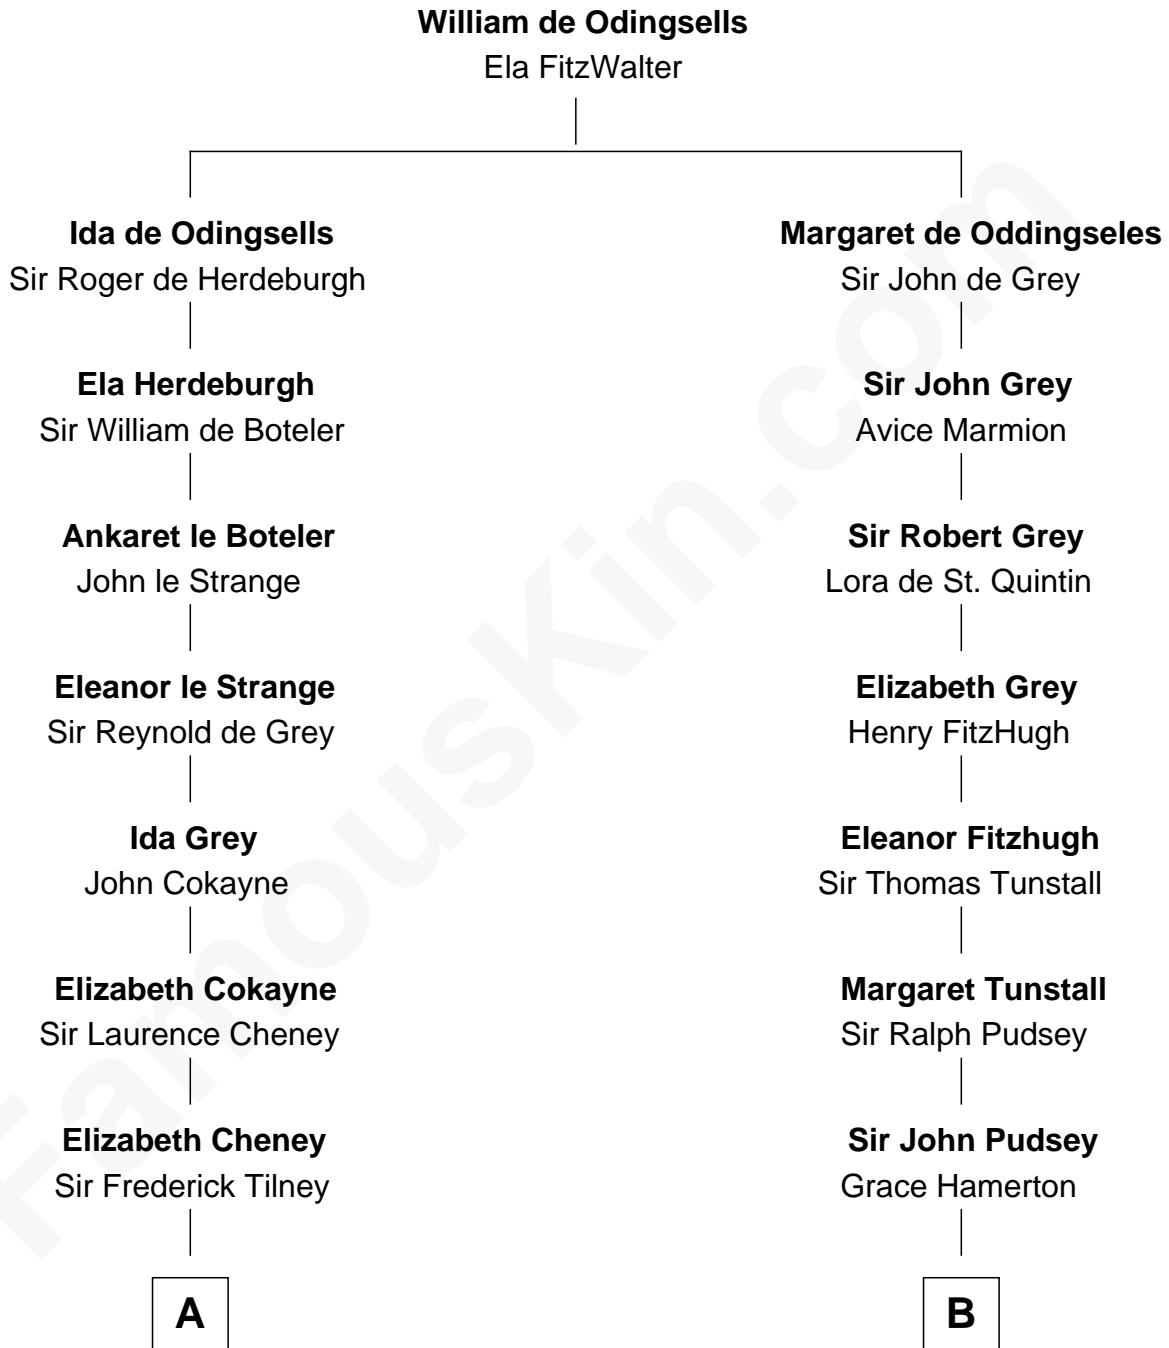 William de Odingsells
Ela FitzWalter
Ida de Odingsells
Sir Roger de Herdeburgh
Margaret de Oddingseles
Sir John de Grey
Ela Herdeburgh
Sir William de Boteler
Sir John Grey
Avice Marmion
Ankaret le Boteler
John le Strange
Sir Robert Grey
Lora de St. Quintin
Eleanor le Strange
Sir Reynold de Grey
Elizabeth Grey
Henry FitzHugh
Ida Grey
John Cokayne
Eleanor Fitzhugh
Sir Thomas Tunstall
Elizabeth Cokayne
Sir Laurence Cheney
Margaret Tunstall
Sir Ralph Pudsey
Elizabeth Cheney
Sir Frederick Tilney
Sir John Pudsey
Grace Hamerton
A
B
FamousKin.com